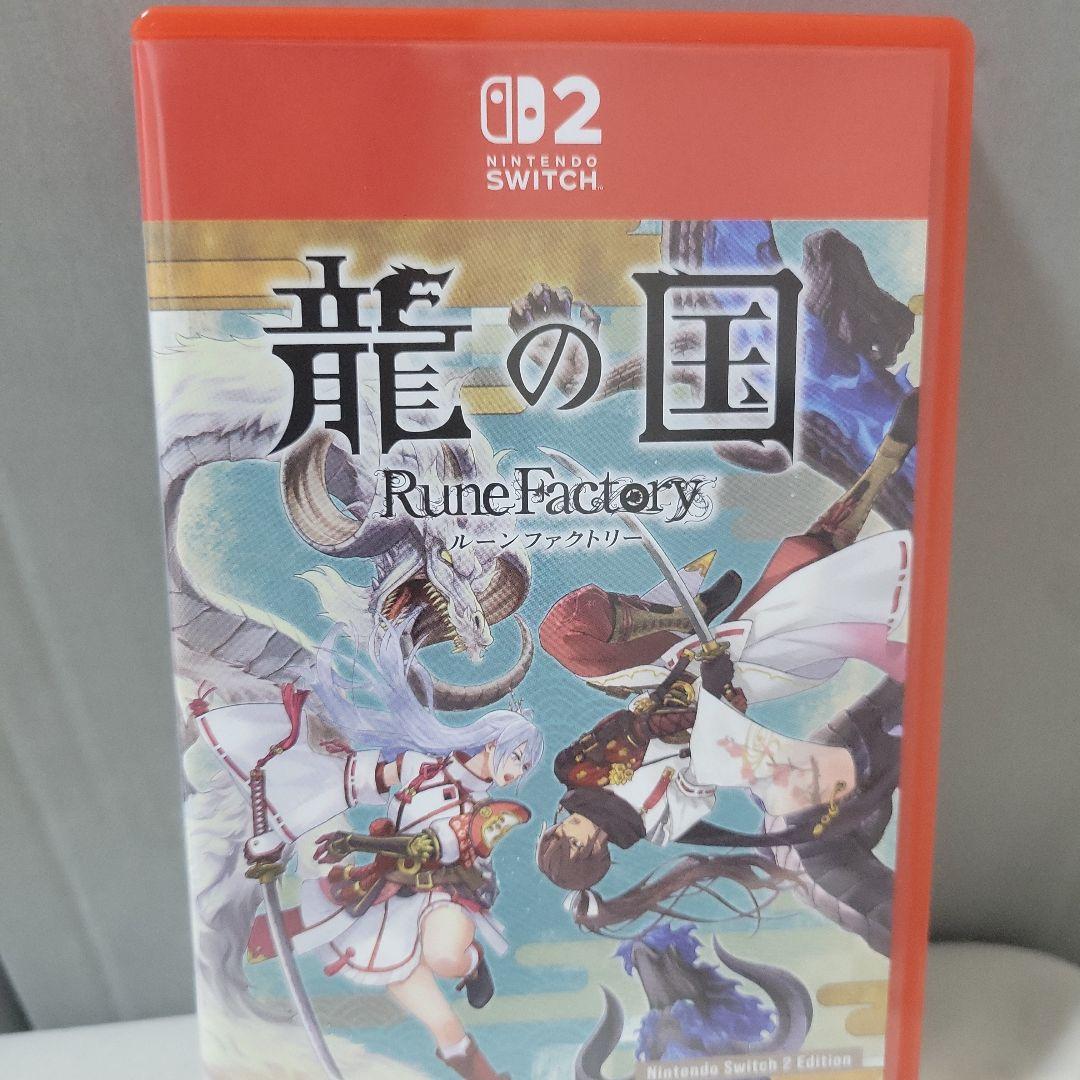 2
NINTENDO
SWITCH™
龍の国
Rune Factory
ルーンファクトリー
Nintendo Switch 2 Edition